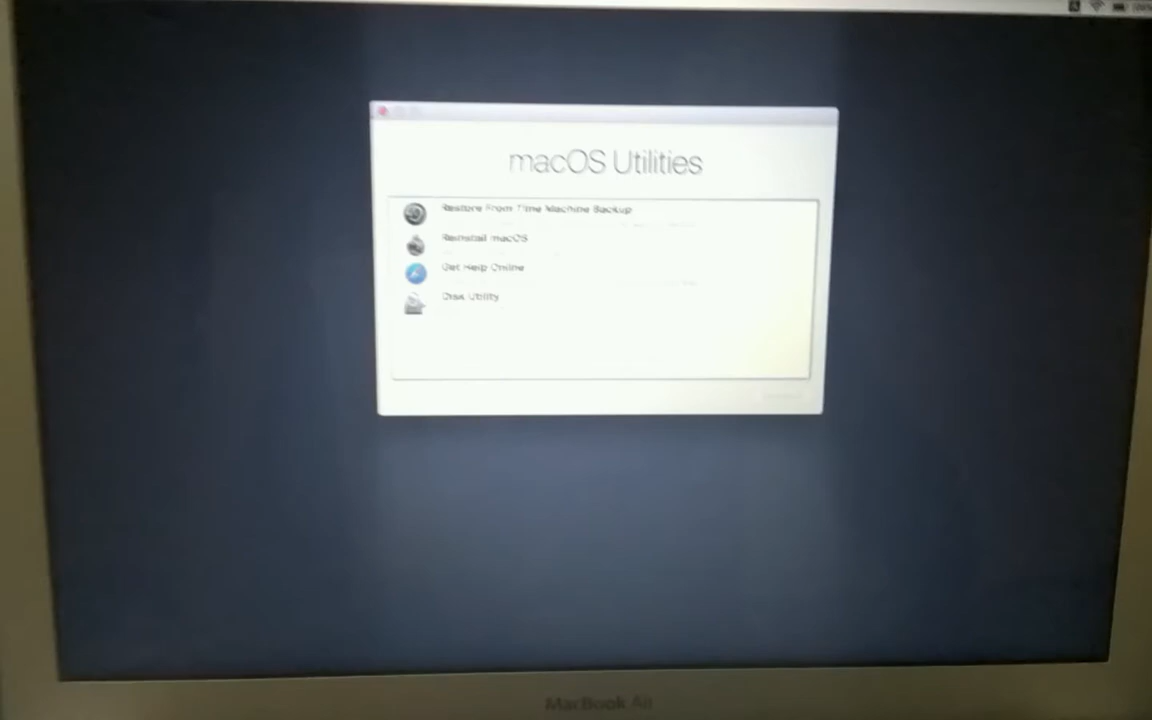 macOS Utilities
Restore From Time Machine Backup
Reinstall macOS
Get Help Online
Disk Utility
MacBook Air